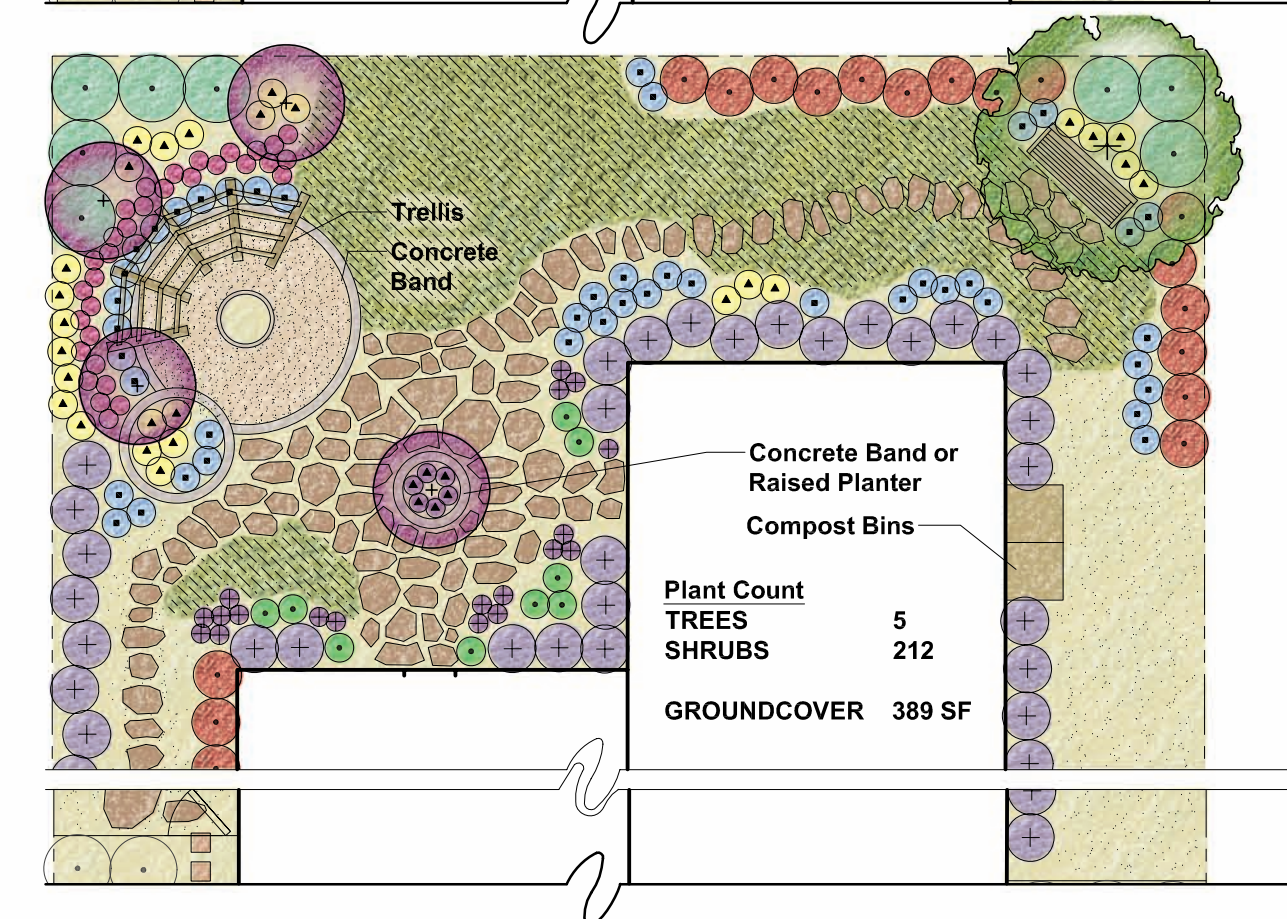 Trellis
Concrete
Band
Concrete Band or
Raised Planter
Compost Bins
Plant Count
TREES 5
SHRUBS 212
GROUNDCOVER 389 SF